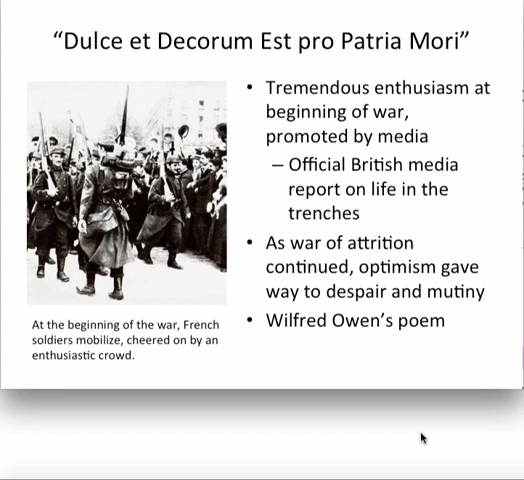 “Dulce et Decorum Est pro Patria Mori”
• Tremendous enthusiasm at
beginning of war,
promoted by media
– Official British media
report on life in the
trenches
• As war of attrition
continued, optimism gave
way to despair and mutiny
• Wilfred Owen’s poem
At the beginning of the war, French
soldiers mobilize, cheered on by an
enthusiastic crowd.